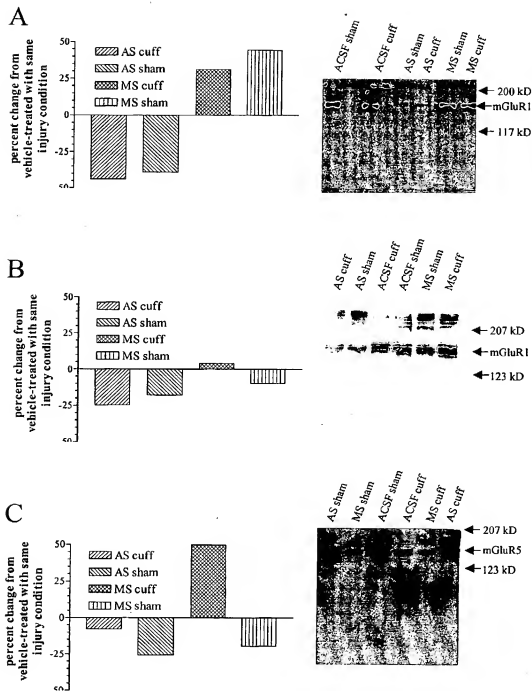 A
percent change from
vehicle-treated with same
injury condition
50
25
0
25
AS cuff
AS sham
MS cuff
MS sham
ACSF sham
ACSF cuff
AS sham
AS cuff
MS sham
MS cuff
200 kD
mGluR1
117 kD
B
percent change from
vehicle-treated with same
injury condition
50
25
0
-25
AS cuff
AS sham
MS cuff
MS sham
AS cuff
AS sham
ACSF cuff
ACSF sham
MS sham
MS cuff
207 kD
mGluR1
123 kD
C
percent change from
vehicle-treated with same
injury condition
50
25
0
-25
AS cuff
AS sham
MS cuff
MS sham
AS sham
MS sham
ACSF sham
ACSF cuff
MS cuff
AS cuff
207 kD
mGluR5
123 kD